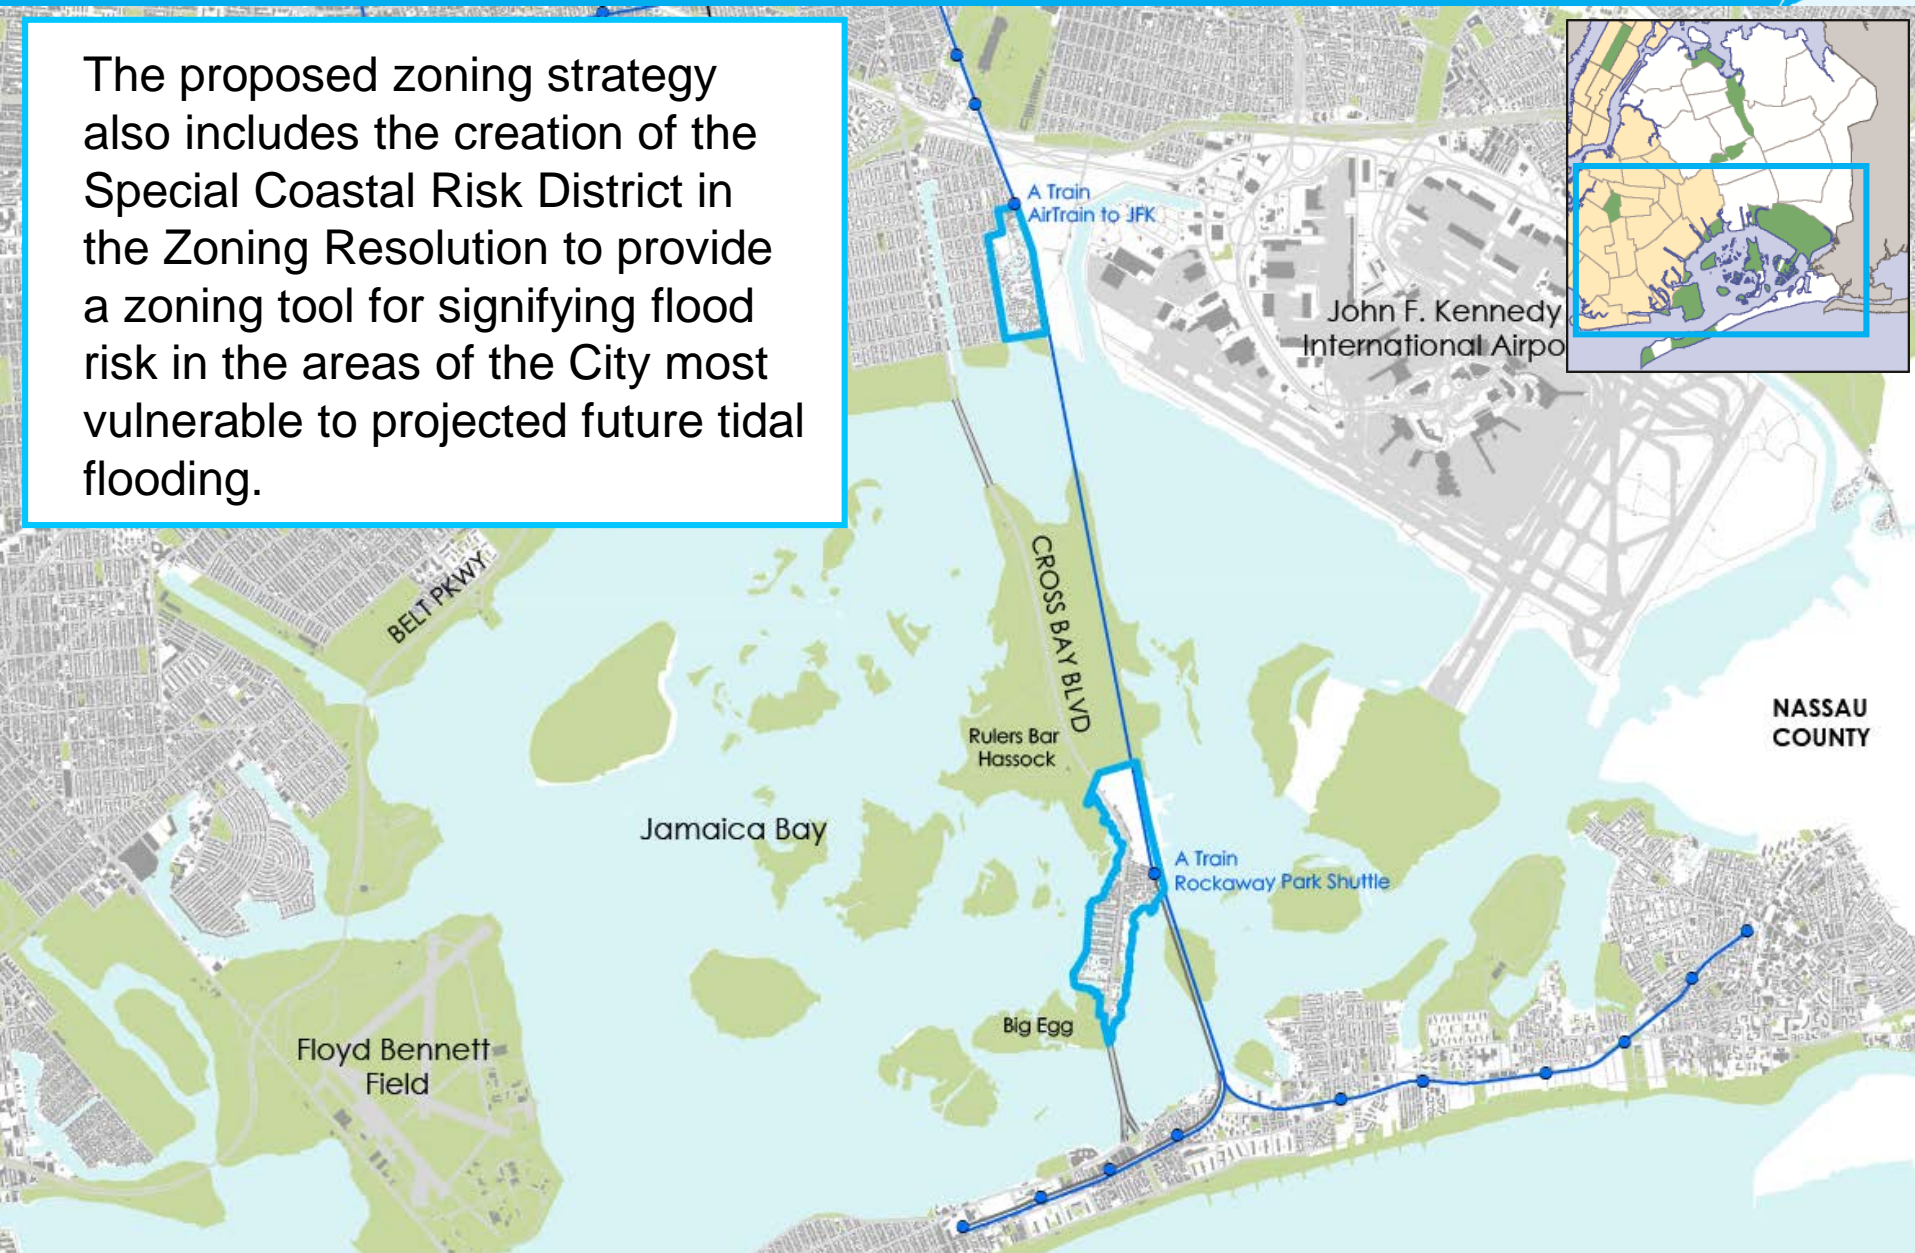 The proposed zoning strategy
also includes the creation of the
Special Coastal Risk District in
the Zoning Resolution to provide
a zoning tool for signifying flood
risk in the areas of the City most
vulnerable to projected future tidal
flooding.
A Train
AirTrain to JFK
John F. Kennedy
International Airpo
BELT PKWY
CROSS BAY BLVD
NASSAU
COUNTY
Rulers Bar
Hassock
Jamaica Bay
A Train
Rockaway Park Shuttle
Big Egg
Floyd Bennett
Field